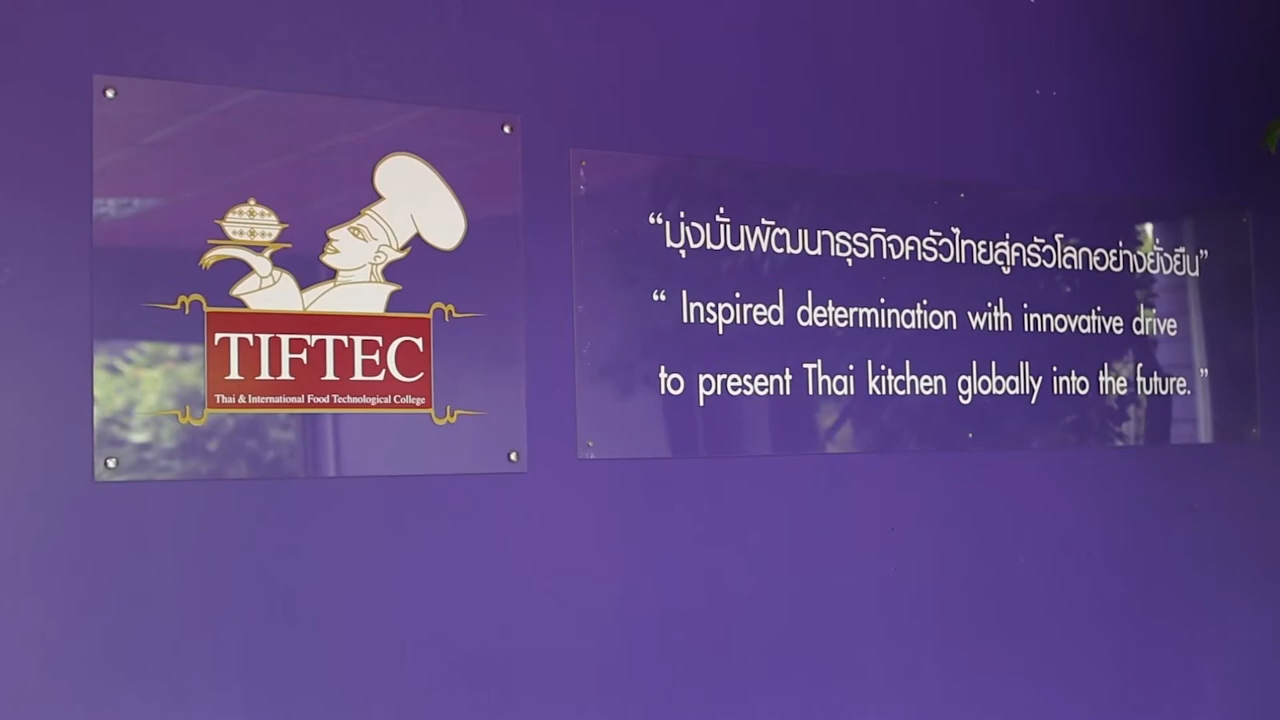 TIFTEC
Thai & International Food Technological College
“มุ่งมั่นพัฒนาธุรกิจครัวไทยสู่ครัวโลกอย่างยั่งยืน”
“ Inspired determination with innovative drive
to present Thai kitchen globally into the future. ”